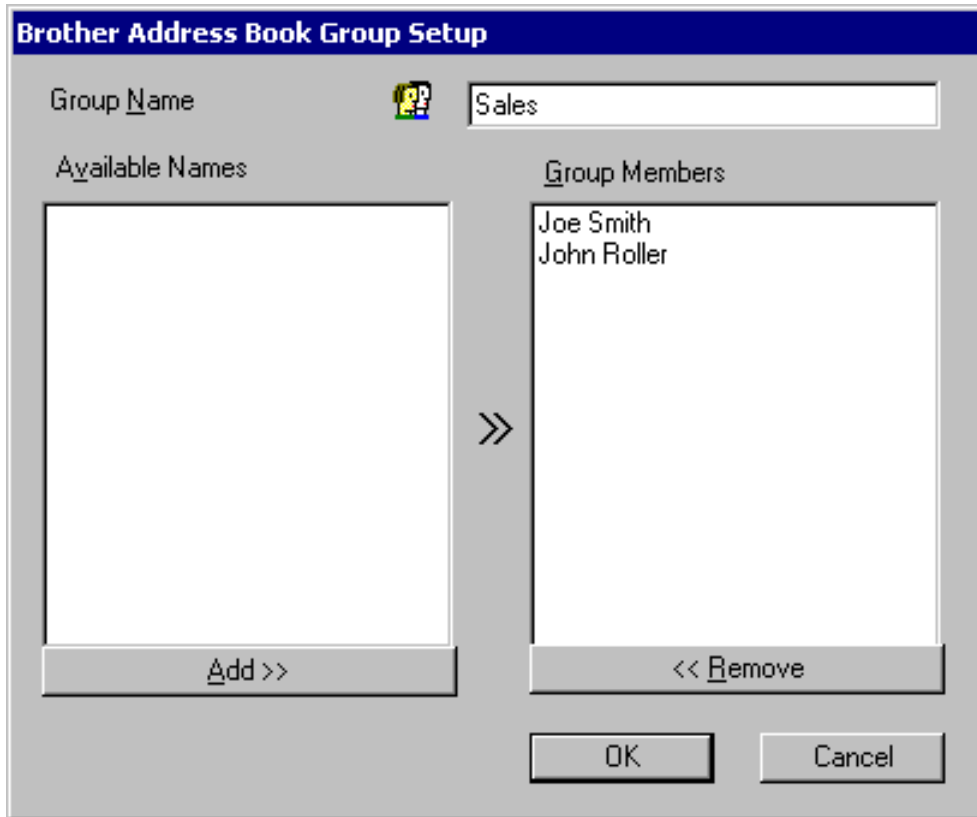 Brother Address Book Group Setup
Group Name
Sales
Available Names
Group Members
Joe Smith
John Roller
>>
Add >>
<< Remove
OK
Cancel